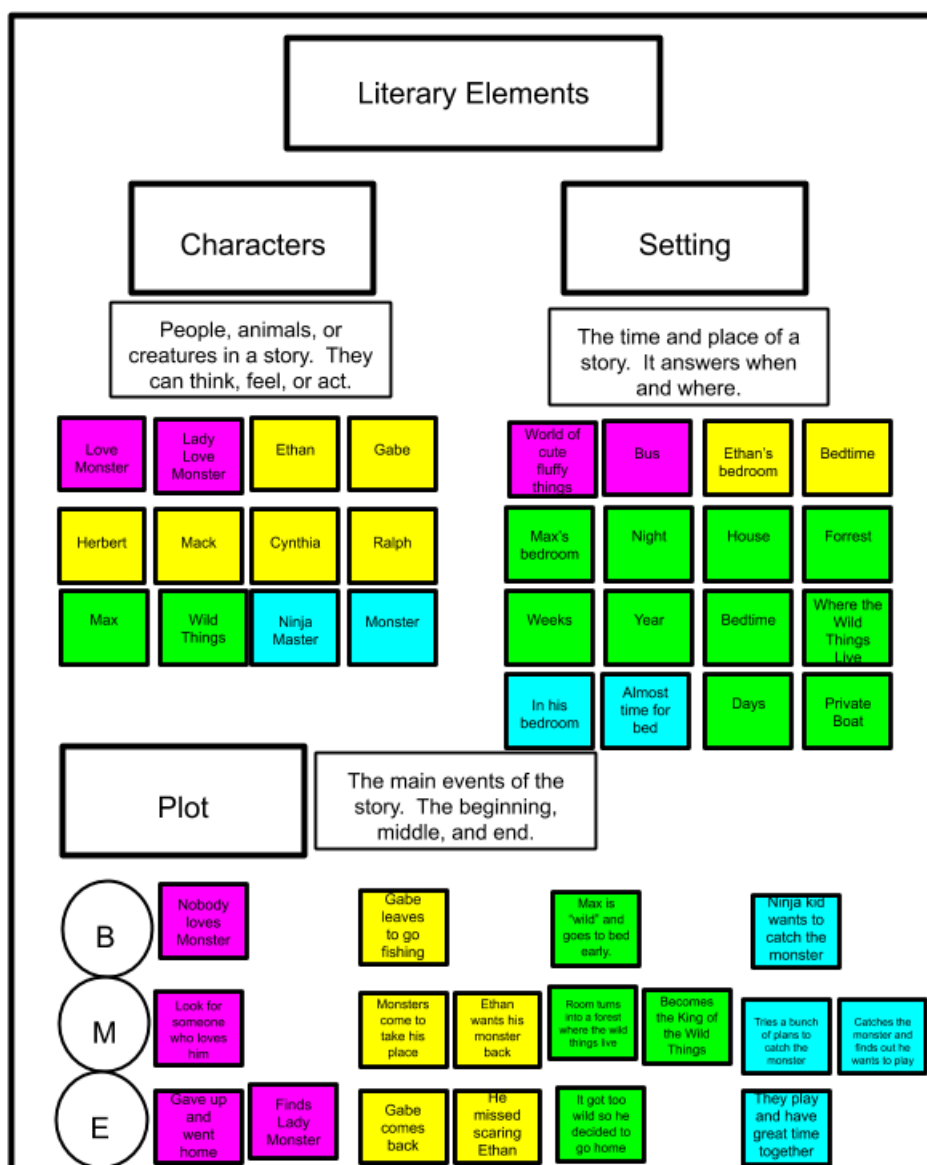 Literary Elements
Characters
Setting
People, animals, or
creatures in a story. They
can think, feel, or act.
The time and place of a
story. It answers when
and where.
Love
Monster
Lady
Love
Monster
Ethan
Gabe
Herbert
Mack
Cynthia
Ralph
Max
Wild
Things
Ninja
Master
Monster
World of
cute
fluffy
things
Bus
Ethan's
bedroom
Bedtime
Max's
bedroom
Night
House
Forrest
Weeks
Year
Bedtime
Where the
Wild
Things
Live
In his
bedroom
Almost
time for
bed
Days
Private
Boat
Plot
The main events of the
story. The beginning,
middle, and end.
B
Nobody
loves
Monster
Gabe
leaves
to go
fishing
Max is
"wild" and
goes to bed
early.
Ninja kid
wants to
catch the
monster
M
Look for
someone
who loves
him
Monsters
come to
take his
place
Ethan
wants his
monster
back
Room turns
into a forest
where the wild
things live
Becomes
the King of
the Wild
Things
Tries a bunch
of plans to
catch the
monster
Catches the
monster and
finds out he
wants to play
E
Gave up
and
went
home
Finds
Lady
Monster
Gabe
comes
back
He
missed
scaring
Ethan
It got too
wild so he
decided to
go home
They play
and have
great time
together